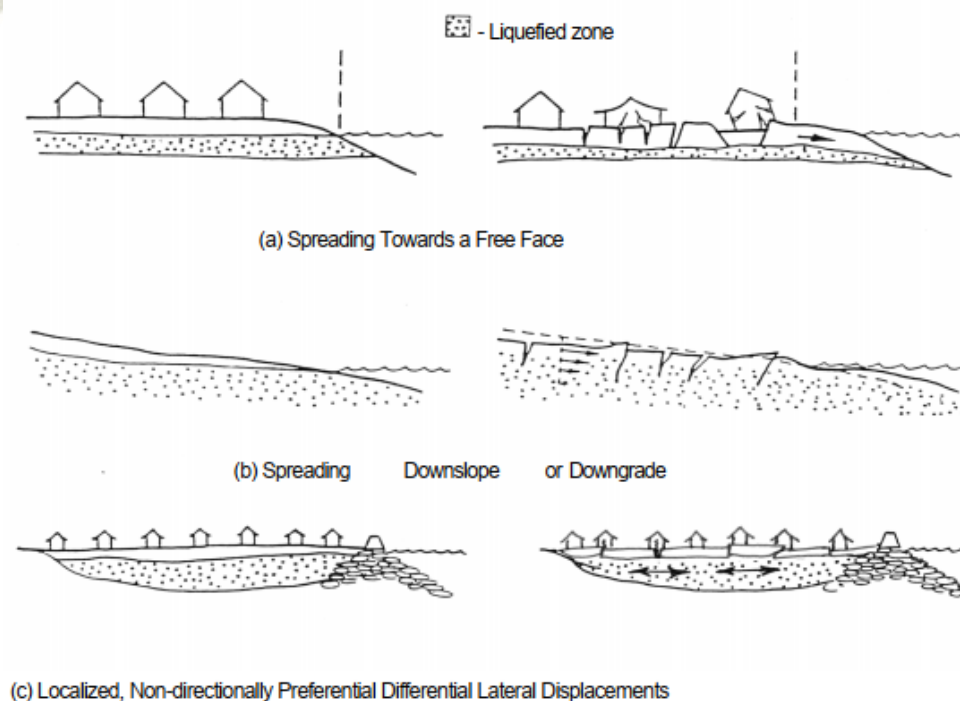 - Liquefied zone
(a) Spreading Towards a Free Face
(b) Spreading Downslope or Downgrade
(c) Localized, Non-directionally Preferential Differential Lateral Displacements